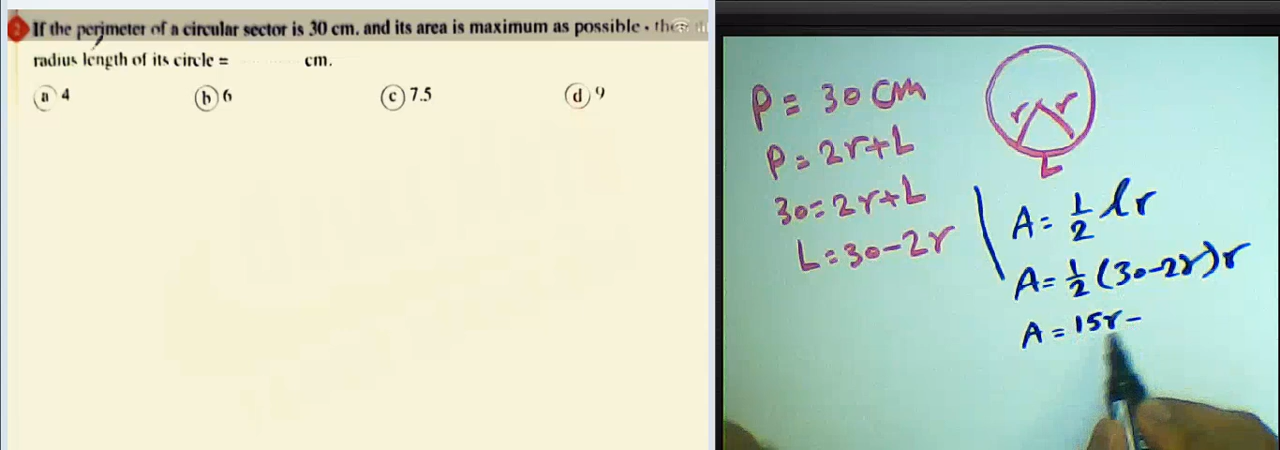 2 If the perimeter of a circular sector is 30 cm. and its area is maximum as possible , then
radius length of its circle = cm.
a 4
b 6
c 7.5
d 9
P = 30 cm
P = 2r+L
30 = 2r+L
L = 30-2r
r r
L
A = 1/2 lr
A = 1/2 (30-2r)r
A = 15r -